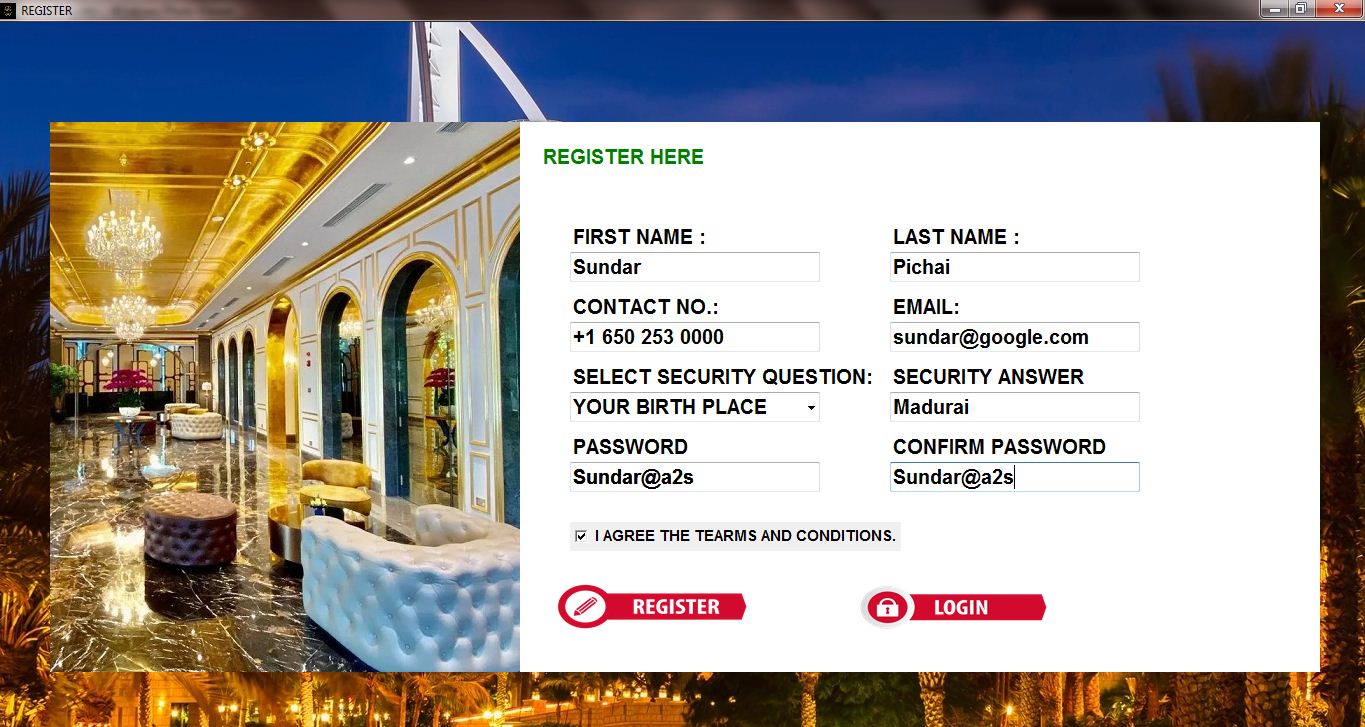 REGISTER
REGISTER HERE
FIRST NAME : LAST NAME :
Sundar Pichai
CONTACT NO.: EMAIL:
+1 650 253 0000 sundar@google.com
SELECT SECURITY QUESTION: SECURITY ANSWER
YOUR BIRTH PLACE Madurai
PASSWORD CONFIRM PASSWORD
Sundar@a2s Sundar@a2s
I AGREE THE TEARMS AND CONDITIONS.
REGISTER LOGIN